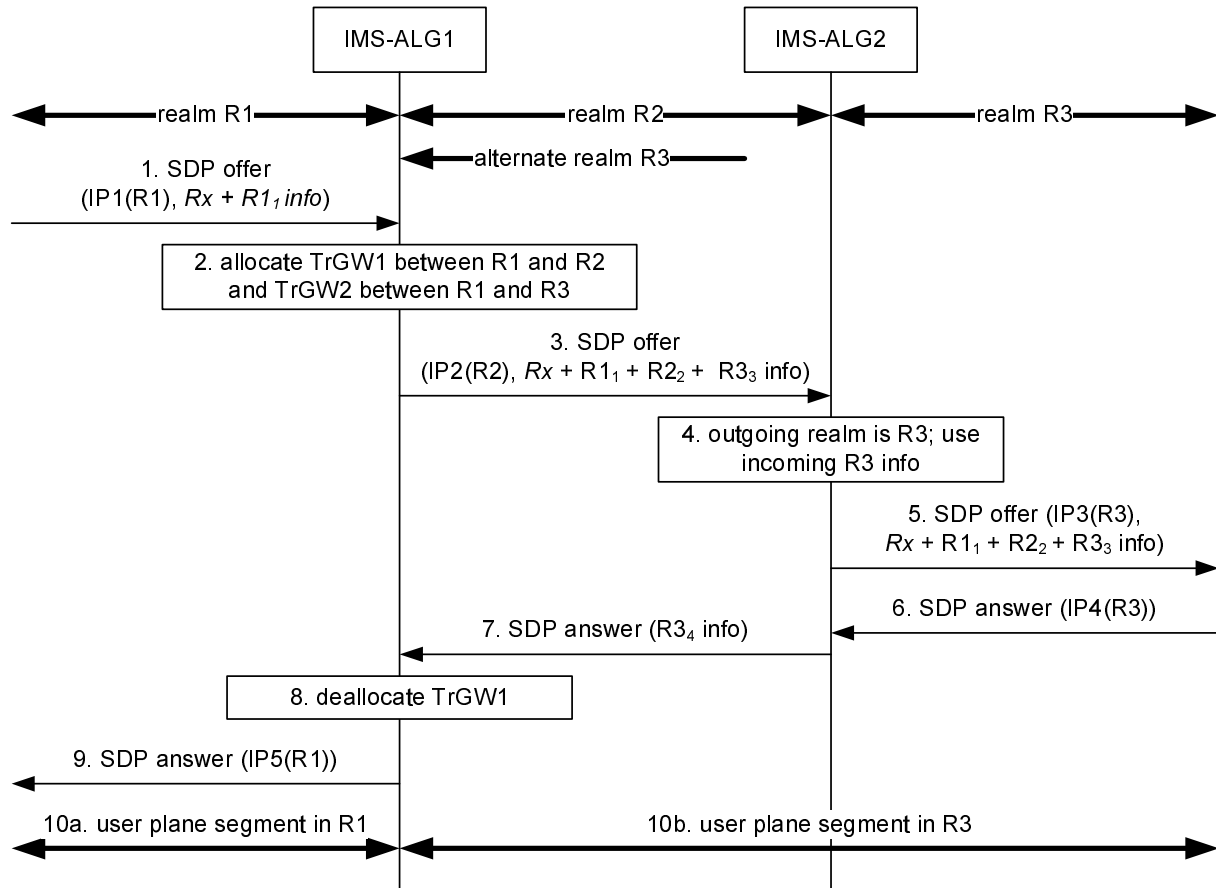 IMS-ALG1
IMS-ALG2
realm R1
realm R2
realm R3
alternate realm R3
1. SDP offer
(IP1(R1), Rx + R1₁ info)
2. allocate TrGW1 between R1 and R2
and TrGW2 between R1 and R3
3. SDP offer
(IP2(R2), Rx + R1₁ + R2₂ + R3₃ info)
4. outgoing realm is R3; use
incoming R3 info
5. SDP offer (IP3(R3),
Rx + R1₁ + R2₂ + R3₃ info)
6. SDP answer (IP4(R3))
7. SDP answer (R3₄ info)
8. deallocate TrGW1
9. SDP answer (IP5(R1))
10a. user plane segment in R1
10b. user plane segment in R3